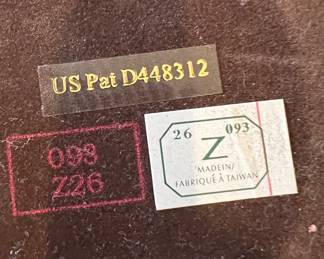 US Pat D448312
093
Z26
26 093
Z
MADEIN/
FABRIQUÉ À TAIWAN